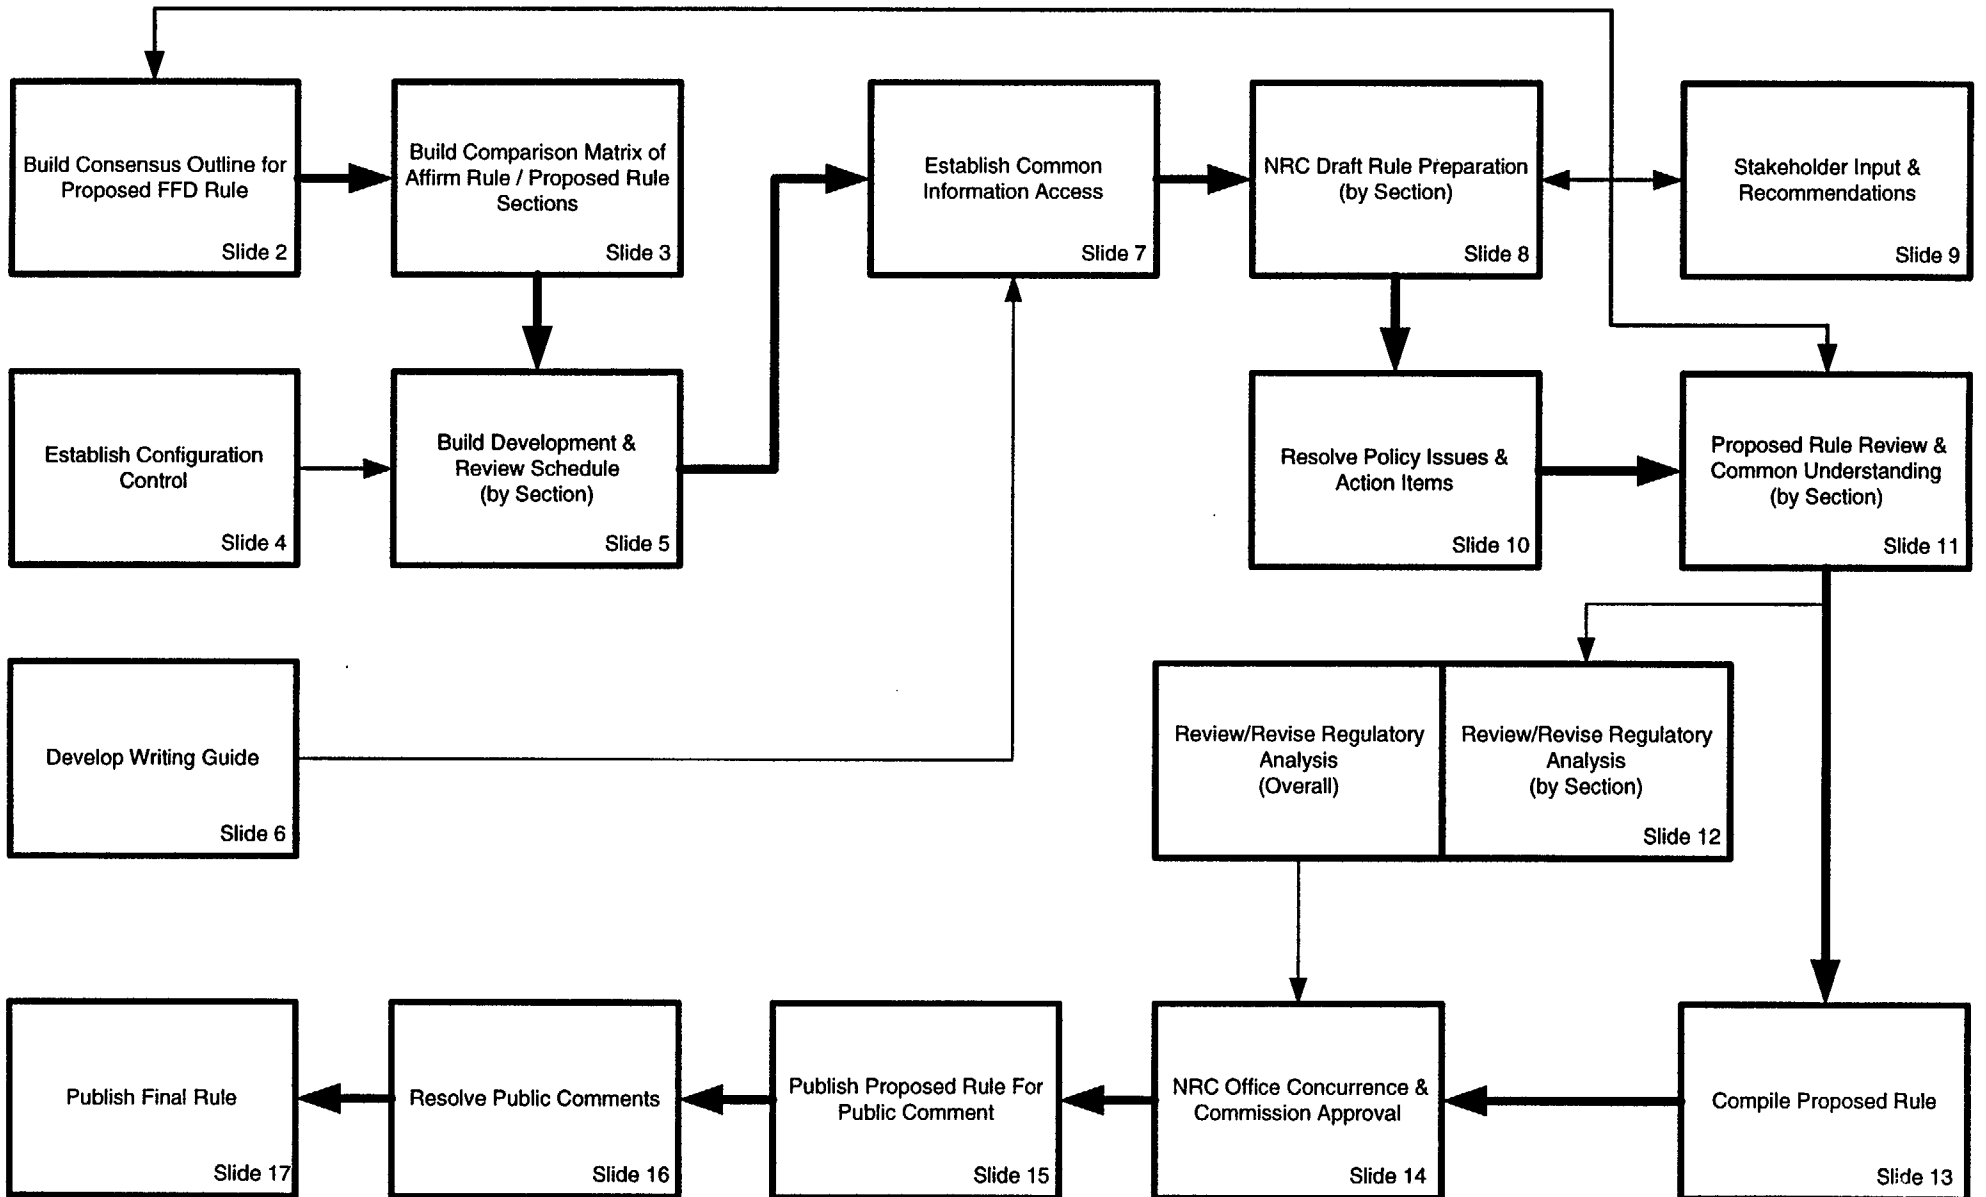 Build Consensus Outline for
Proposed FFD Rule
Slide 2
Build Comparison Matrix of
Affirm Rule / Proposed Rule
Sections
Slide 3
Establish Common
Information Access
Slide 7
NRC Draft Rule Preparation
(by Section)
Slide 8
Stakeholder Input &
Recommendations
Slide 9
Establish Configuration
Control
Slide 4
Build Development &
Review Schedule
(by Section)
Slide 5
Resolve Policy Issues &
Action Items
Slide 10
Proposed Rule Review &
Common Understanding
(by Section)
Slide 11
Develop Writing Guide
Slide 6
Review/Revise Regulatory
Analysis
(Overall)
Review/Revise Regulatory
Analysis
(by Section)
Slide 12
Publish Final Rule
Slide 17
Resolve Public Comments
Slide 16
Publish Proposed Rule For
Public Comment
Slide 15
NRC Office Concurrence &
Commission Approval
Slide 14
Compile Proposed Rule
Slide 13